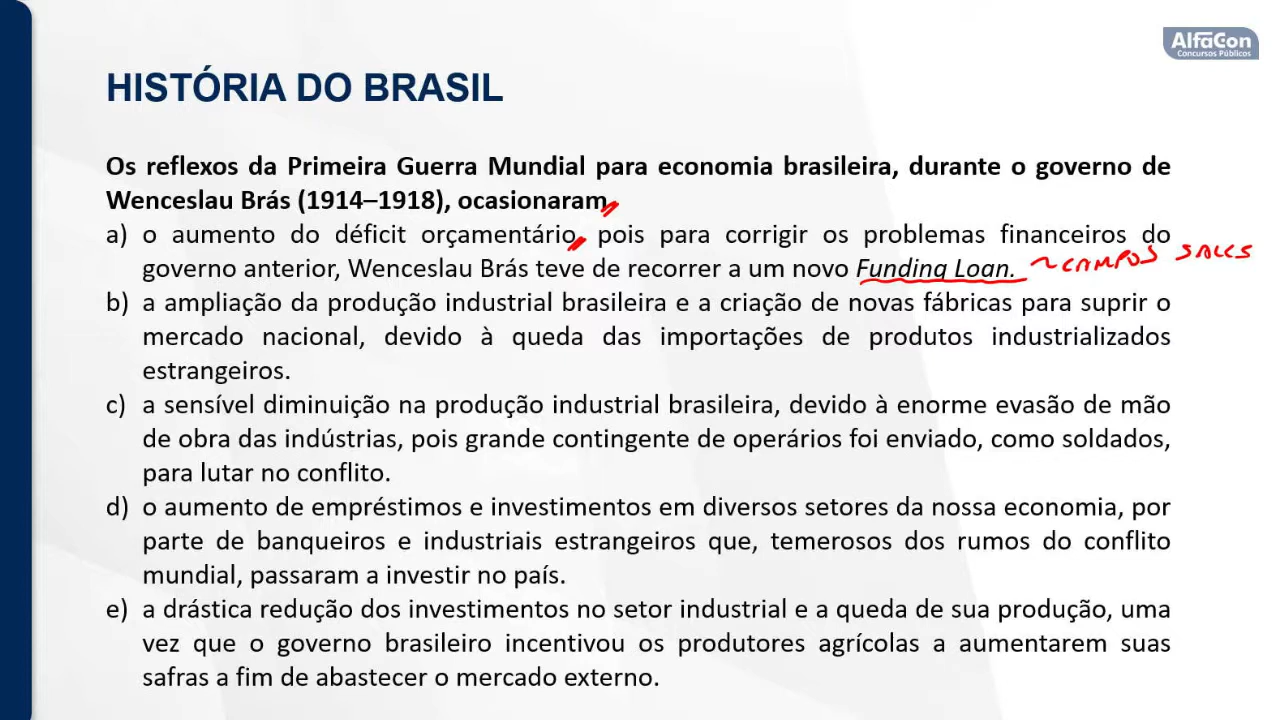 AlfaCon
Concursos Públicos
HISTÓRIA DO BRASIL
Os reflexos da Primeira Guerra Mundial para economia brasileira, durante o governo de
Wenceslau Brás (1914–1918), ocasionaram,
a) o aumento do déficit orçamentário, pois para corrigir os problemas financeiros do
governo anterior, Wenceslau Brás teve de recorrer a um novo Funding Loan. ~CAMPOS SALES
b) a ampliação da produção industrial brasileira e a criação de novas fábricas para suprir o
mercado nacional, devido à queda das importações de produtos industrializados
estrangeiros.
c) a sensível diminuição na produção industrial brasileira, devido à enorme evasão de mão
de obra das indústrias, pois grande contingente de operários foi enviado, como soldados,
para lutar no conflito.
d) o aumento de empréstimos e investimentos em diversos setores da nossa economia, por
parte de banqueiros e industriais estrangeiros que, temerosos dos rumos do conflito
mundial, passaram a investir no país.
e) a drástica redução dos investimentos no setor industrial e a queda de sua produção, uma
vez que o governo brasileiro incentivou os produtores agrícolas a aumentarem suas
safras a fim de abastecer o mercado externo.